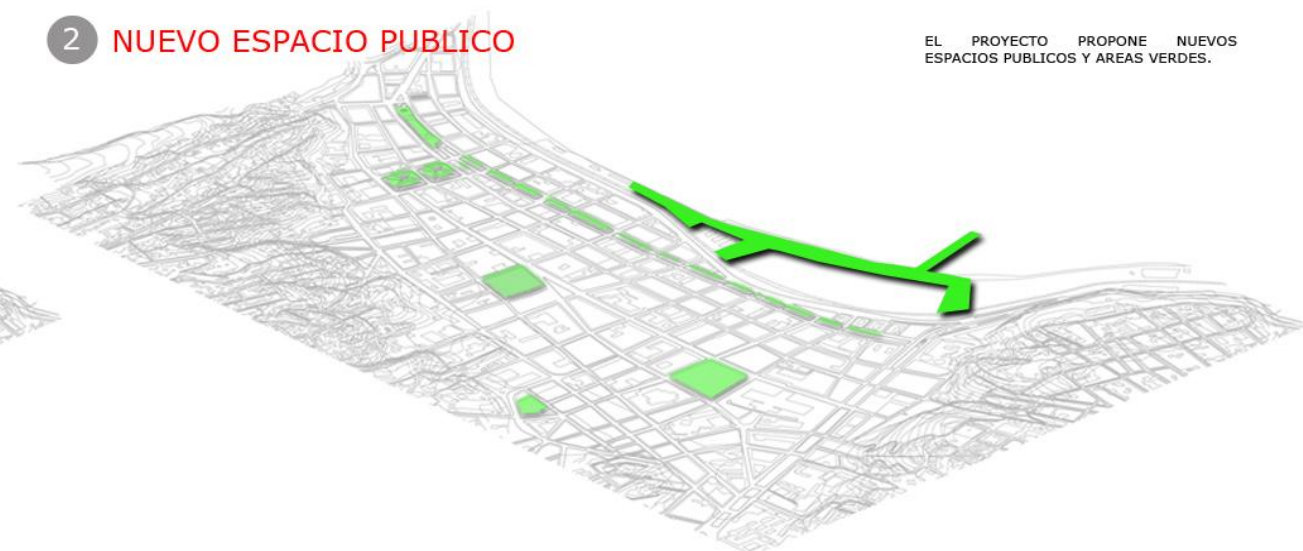 2 NUEVO ESPACIO PUBLICO
EL PROYECTO PROPONE NUEVOS
ESPACIOS PUBLICOS Y AREAS VERDES.